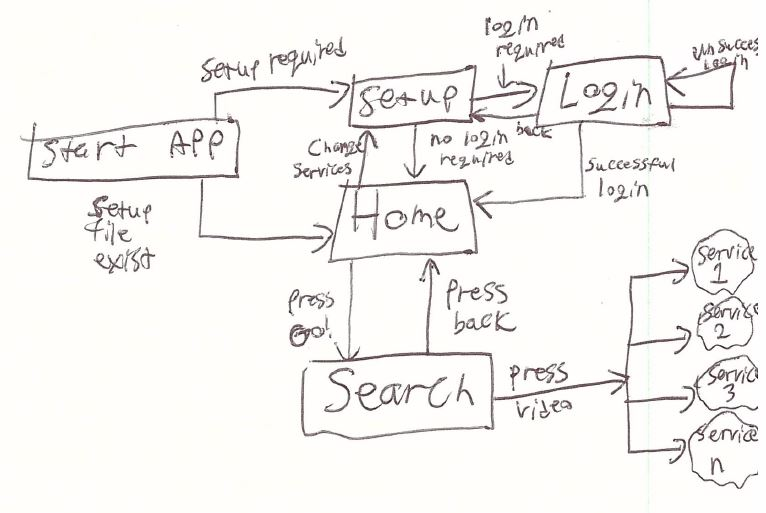 login
required
Setup required
Unsucces
Login
Setup
Login
Start APP
Change
Services
no login
required
back
Successful
login
Setup
file
exist
Home
Service
1
Press
Go!
Press
back
Service
2
Search
Press
video
Service
3
Service
n